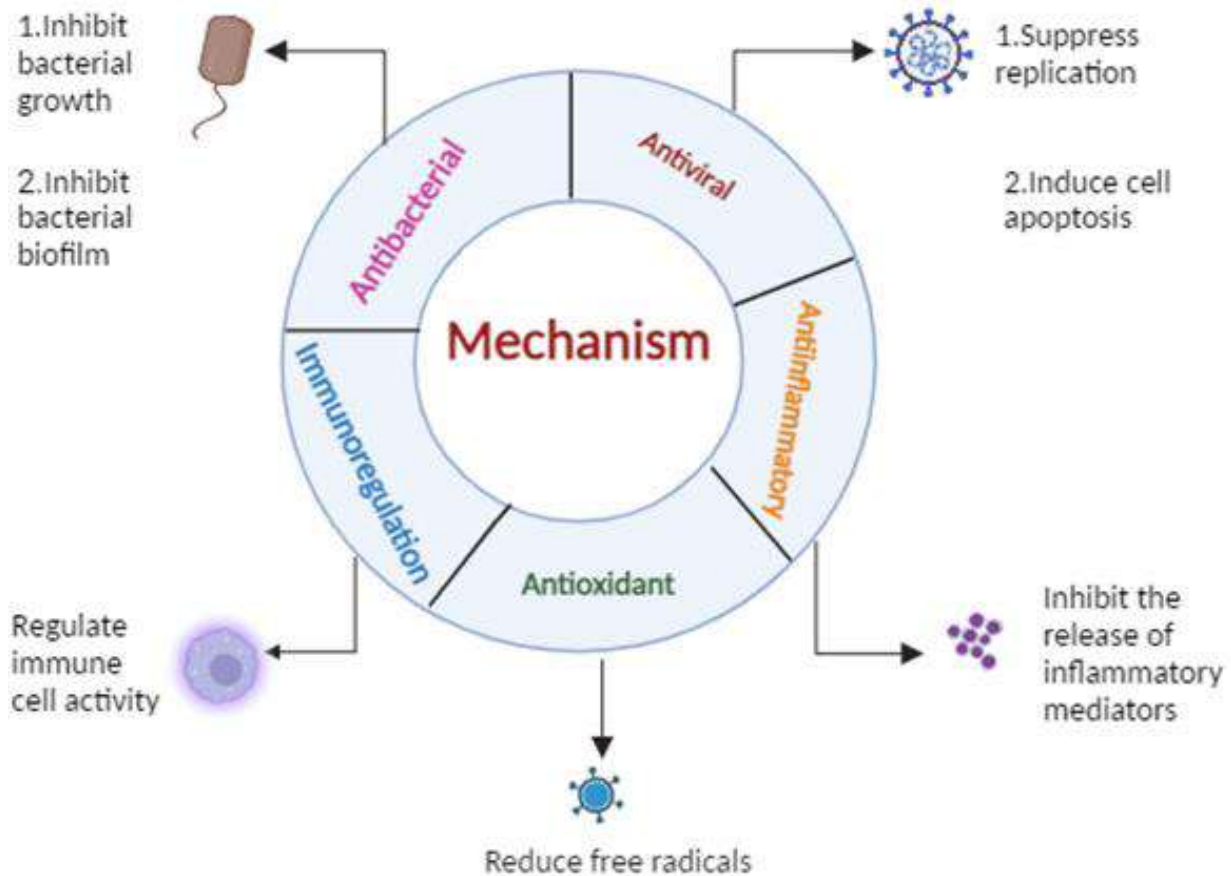 1.Inhibit
bacterial
growth
2.Inhibit
bacterial
biofilm
1.Suppress
replication
2.Induce cell
apoptosis
Antibacterial
Antiviral
Mechanism
Antiinflammatory
Immunoregulation
Antioxidant
Regulate
immune
cell activity
Inhibit the
release of
inflammatory
mediators
Reduce free radicals